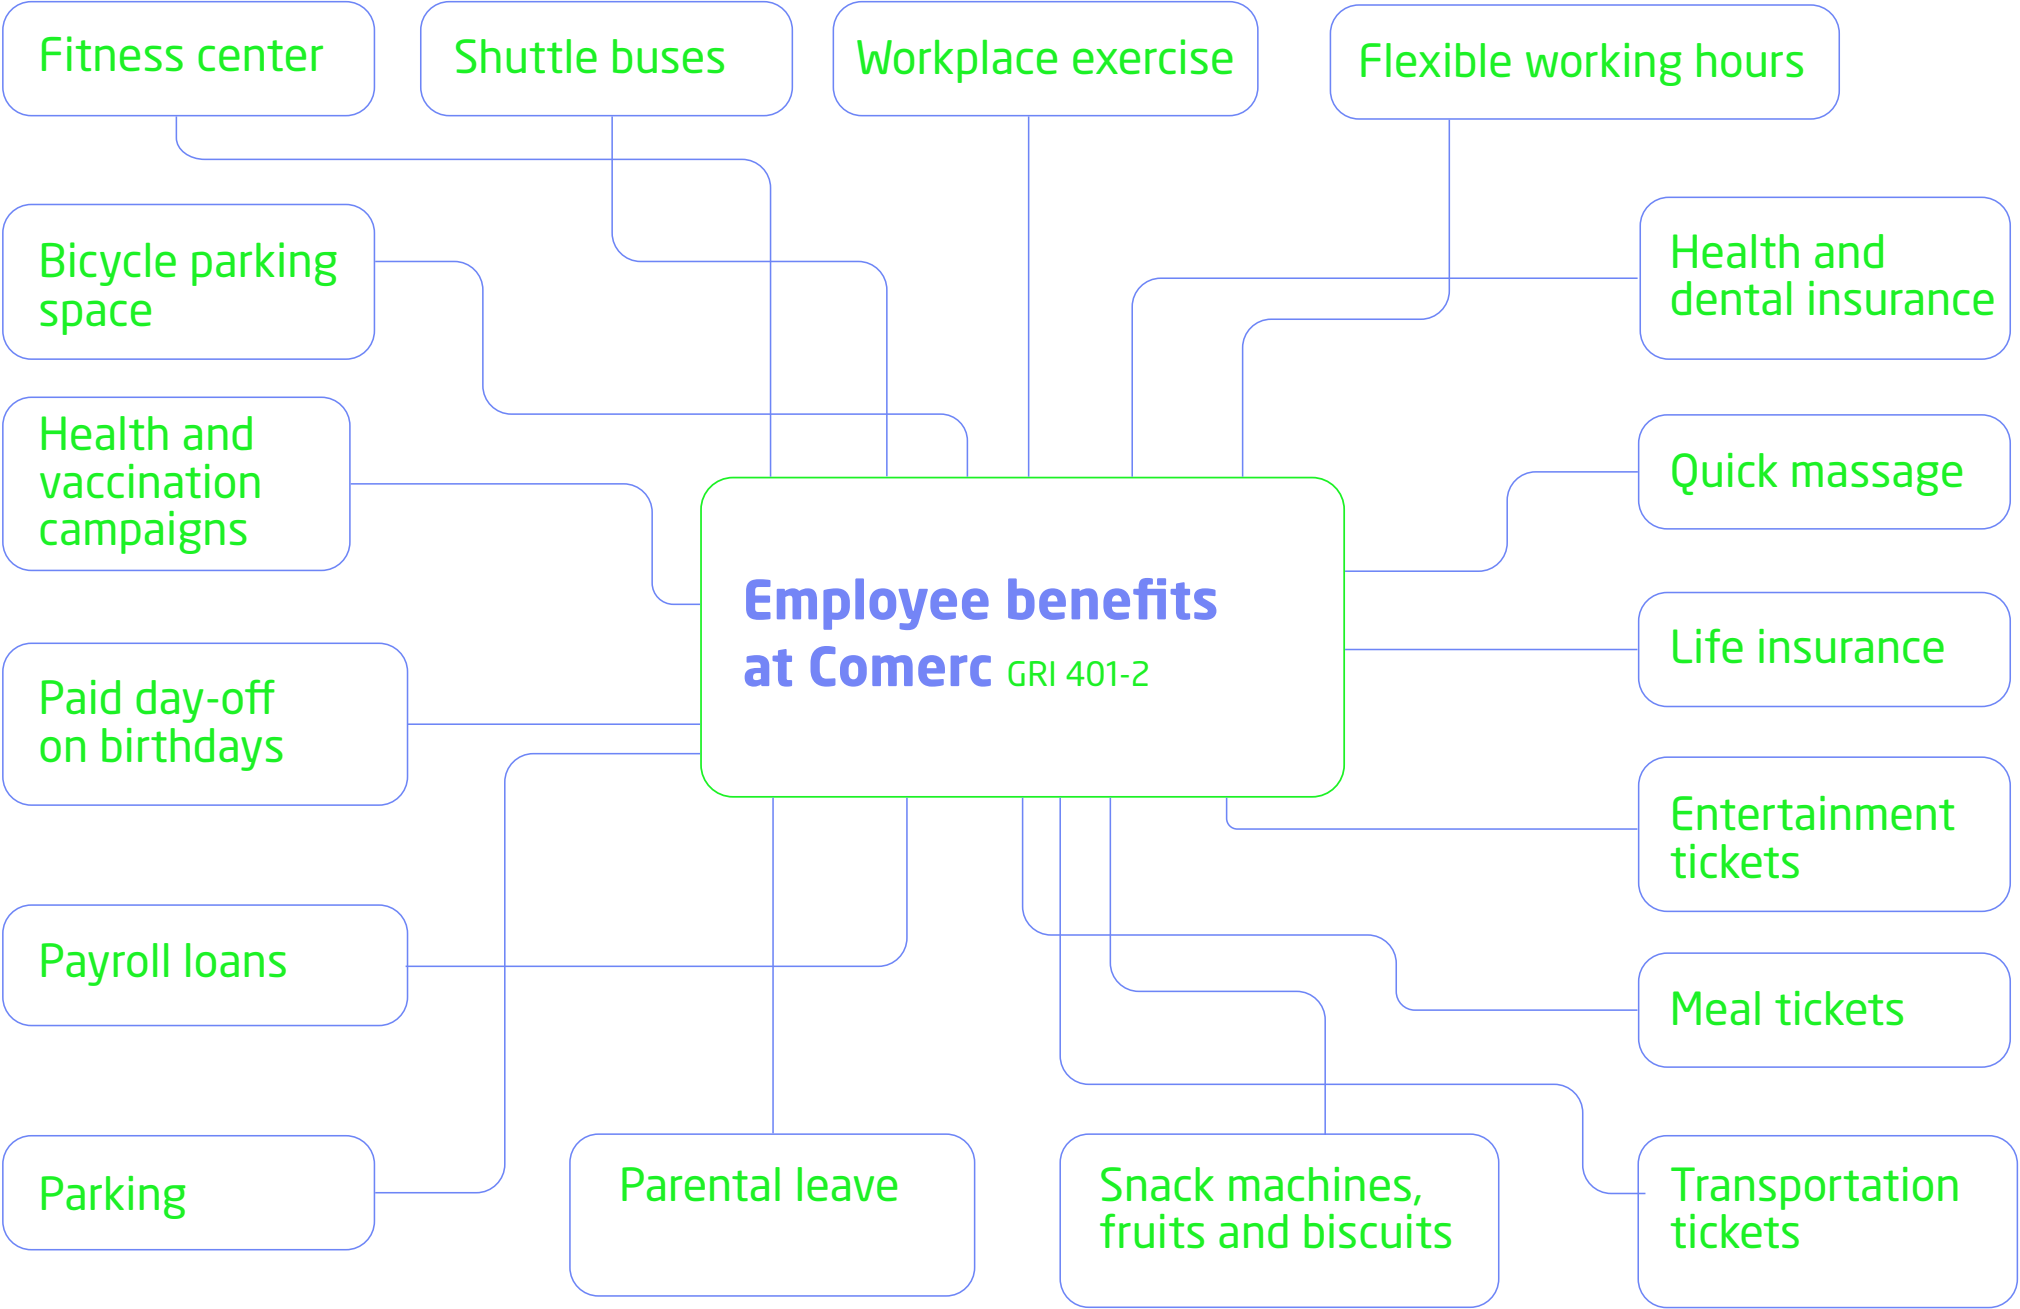 Fitness center
Shuttle buses
Workplace exercise
Flexible working hours
Bicycle parking
space
Health and
dental insurance
Health and
vaccination
campaigns
Quick massage
Employee benefits
at Comerc GRI 401-2
Life insurance
Paid day-off
on birthdays
Entertainment
tickets
Payroll loans
Meal tickets
Parking
Parental leave
Snack machines,
fruits and biscuits
Transportation
tickets